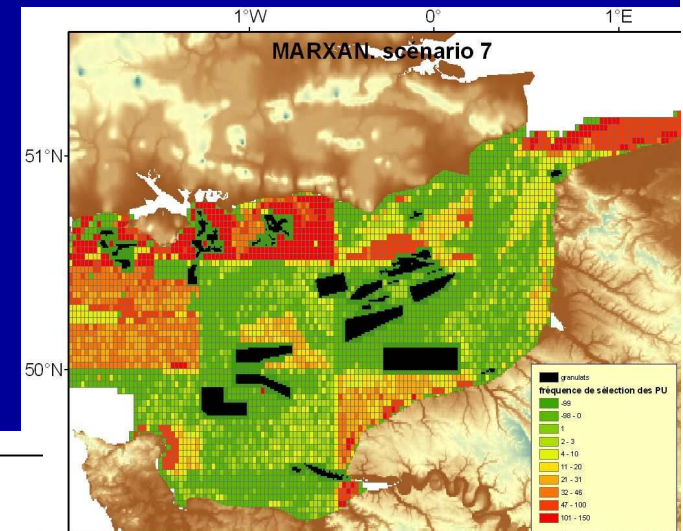 1°W 0° 1°E
MARXAN. scénario 7
51°N
50°N
granulats
fréquence de sélection des PU
-99
-98 - 0
1
2 - 3
4 - 10
11 - 20
21 - 31
32 - 46
47 - 100
101 - 150